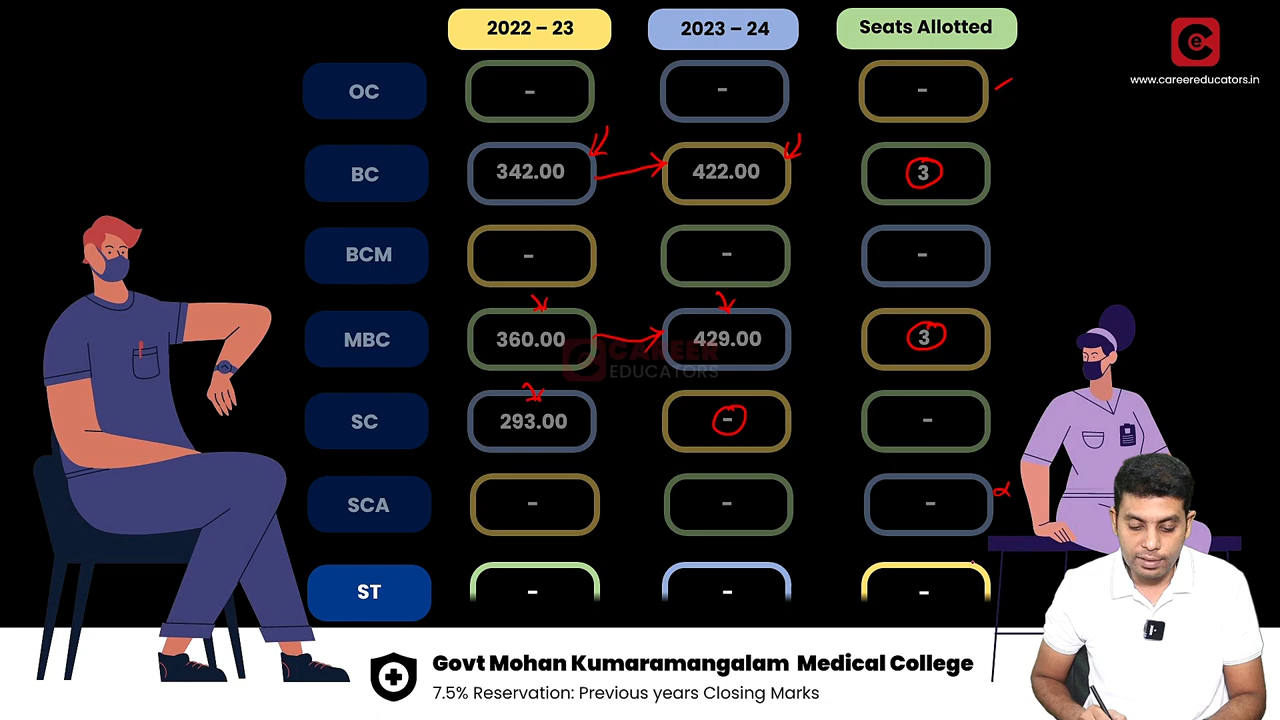 2022 – 23 2023 – 24 Seats Allotted
e
www.careereducators.in
OC - - -
BC 342.00 422.00 3
BCM - - -
MBC 360.00 429.00 3
CAREER
EDUCATORS
SC 293.00 - -
SCA - - -
ST - - -
Govt Mohan Kumaramangalam Medical College
7.5% Reservation: Previous years Closing Marks